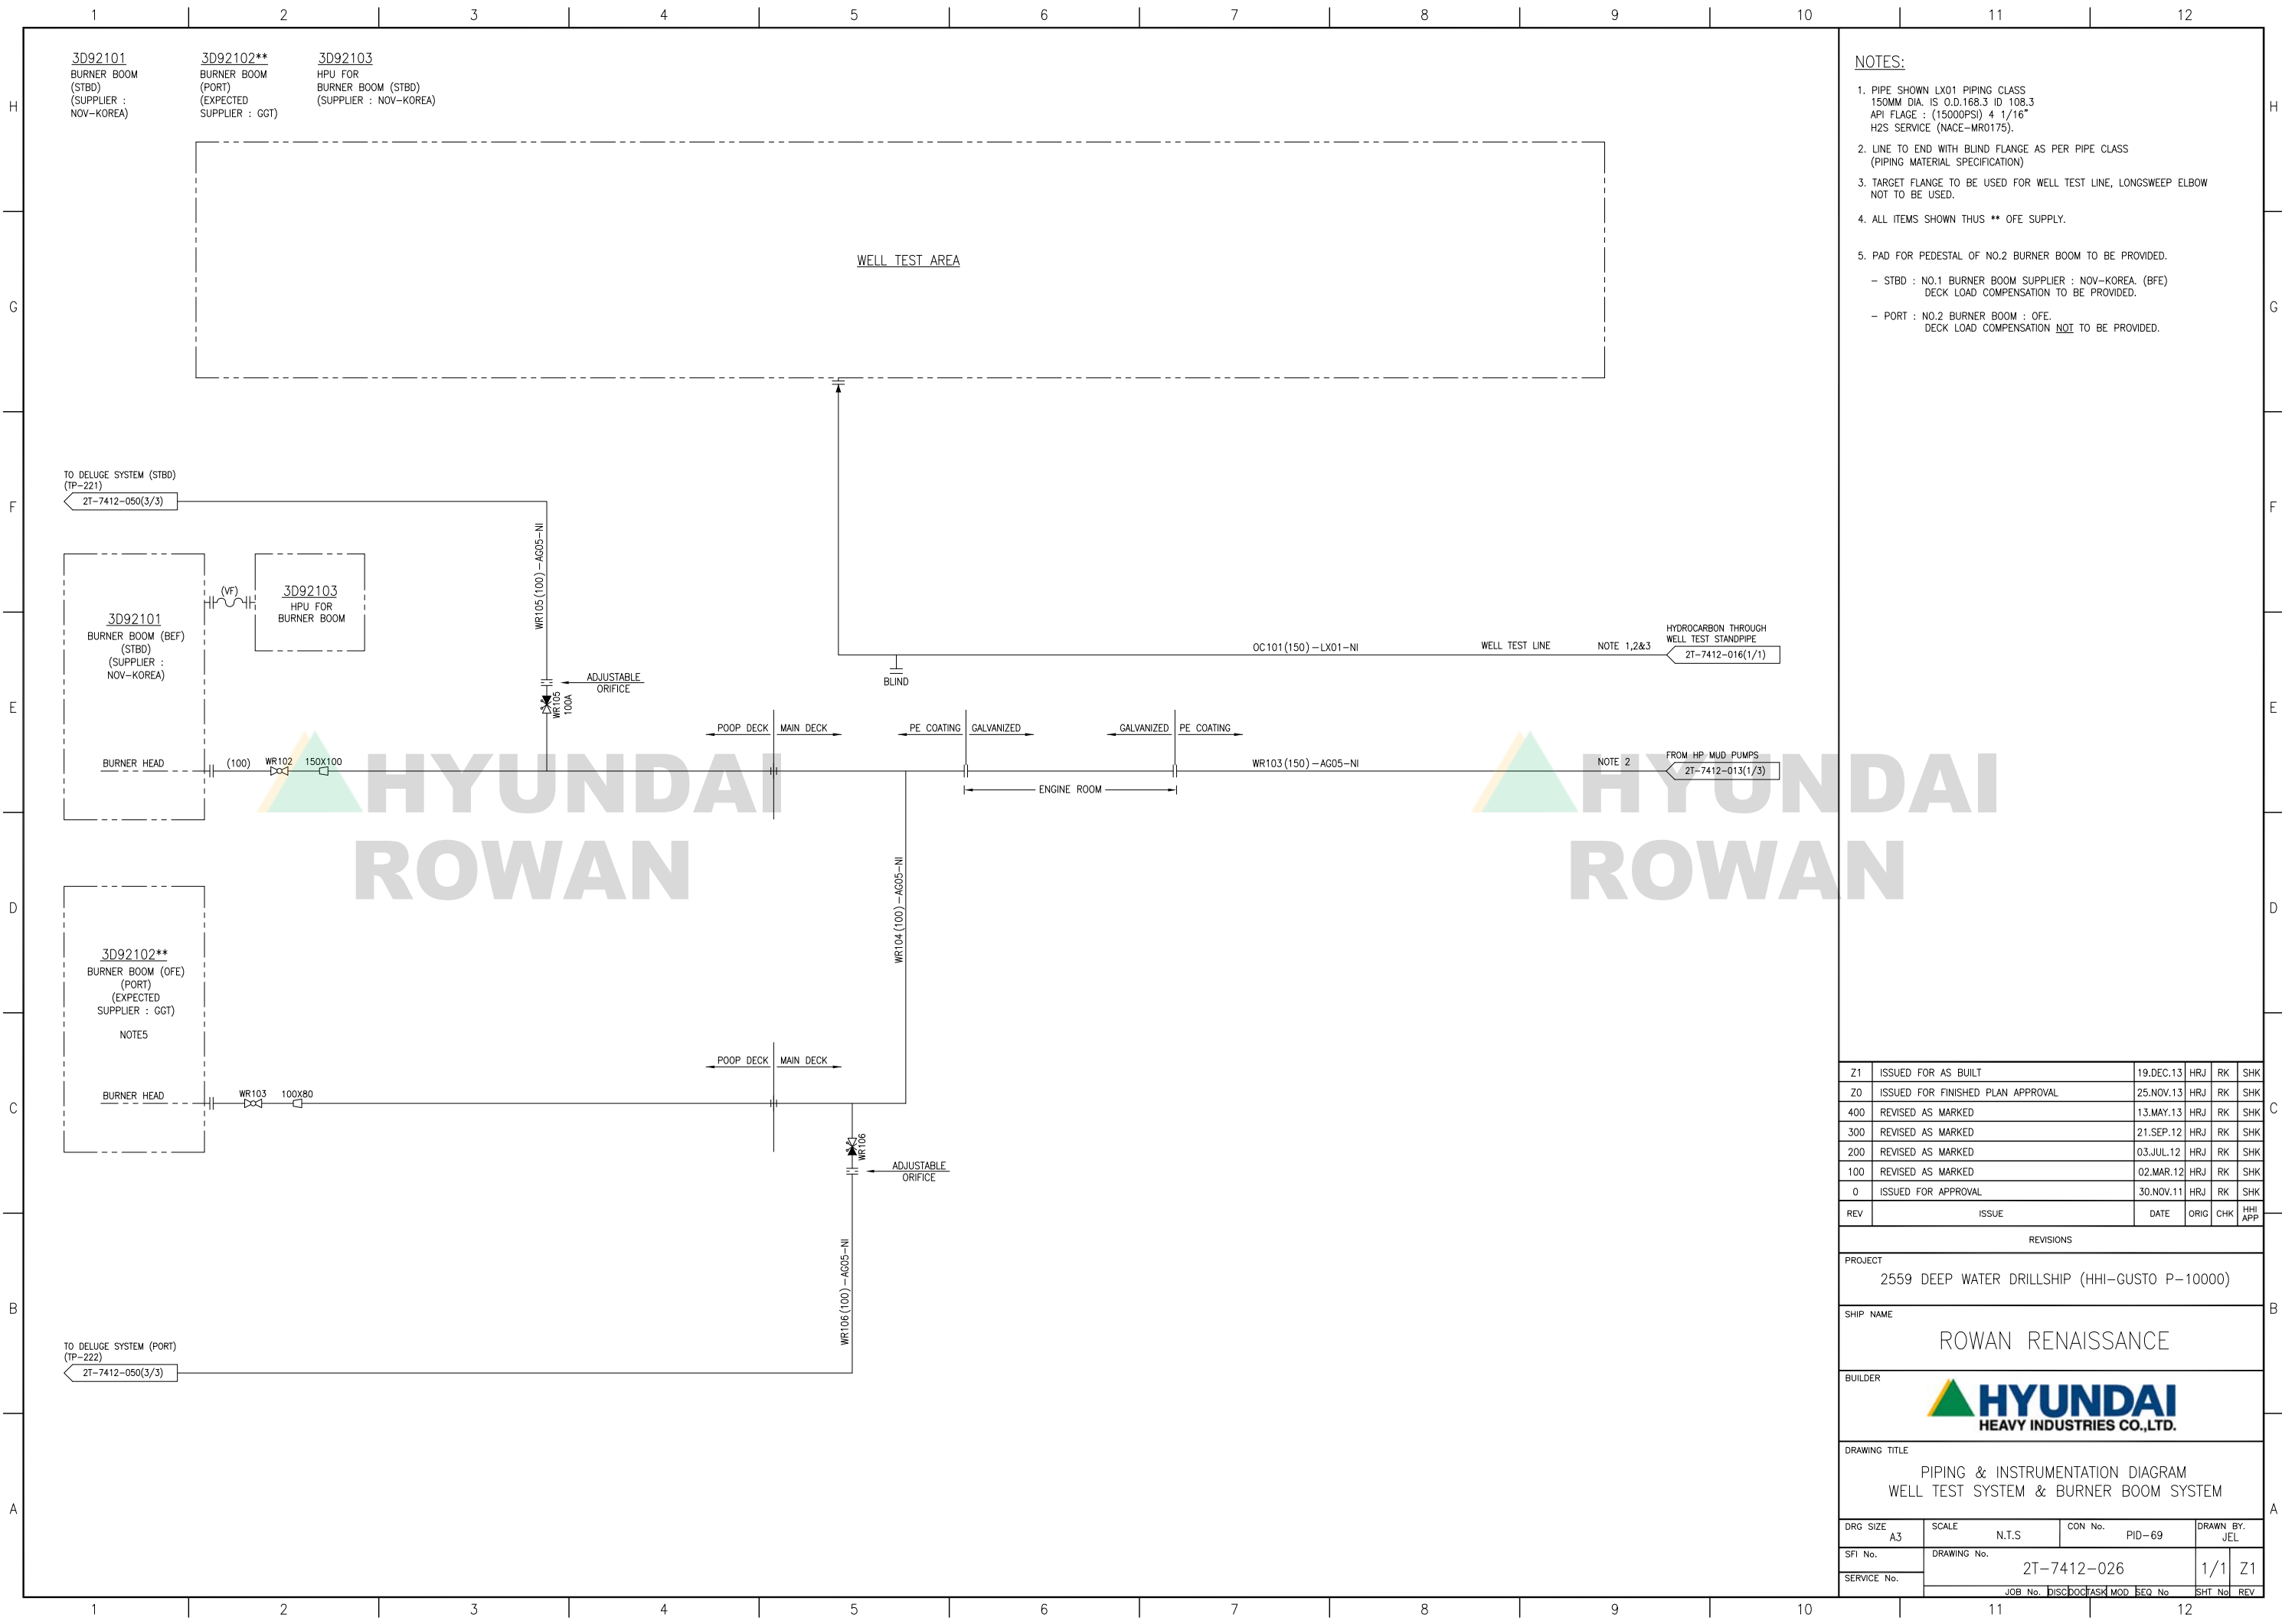 1 2 3 4 5 6 7 8 9 10 11 12
H
G
F
E
D
C
B
A
3D92101
BURNER BOOM
(STBD)
(SUPPLIER :
NOV-KOREA)
3D92102**
BURNER BOOM
(PORT)
(EXPECTED
SUPPLIER : GGT)
3D92103
HPU FOR
BURNER BOOM (STBD)
(SUPPLIER : NOV-KOREA)
WELL TEST AREA
TO DELUGE SYSTEM (STBD)
(TP-221)
2T-7412-050(3/3)
WR105(100)-AG05-NI
(VF)
3D92103
HPU FOR
BURNER BOOM
3D92101
BURNER BOOM (BEF)
(STBD)
(SUPPLIER :
NOV-KOREA)
BURNER HEAD
ADJUSTABLE
ORIFICE
WR105
100A
(100)
WR102
150X100
POOP DECK
MAIN DECK
PE COATING
GALVANIZED
GALVANIZED
PE COATING
ENGINE ROOM
BLIND
OC101(150)-LX01-NI
WELL TEST LINE
NOTE 1,2&3
HYDROCARBON THROUGH
WELL TEST STANDPIPE
2T-7412-016(1/1)
WR103(150)-AG05-NI
NOTE 2
FROM HP MUD PUMPS
2T-7412-013(1/3)
HYUNDAI
ROWAN
HYUNDAI
ROWAN
WR104(100)-AG05-NI
3D92102**
BURNER BOOM (OFE)
(PORT)
(EXPECTED
SUPPLIER : GGT)
NOTE5
BURNER HEAD
WR103
100X80
POOP DECK
MAIN DECK
WR106
ADJUSTABLE
ORIFICE
WR106(100)-AG05-NI
TO DELUGE SYSTEM (PORT)
(TP-222)
2T-7412-050(3/3)
NOTES:
1. PIPE SHOWN LX01 PIPING CLASS
150MM DIA. IS O.D.168.3 ID 108.3
API FLAGE : (15000PSI) 4 1/16"
H2S SERVICE (NACE-MR0175).
2. LINE TO END WITH BLIND FLANGE AS PER PIPE CLASS
(PIPING MATERIAL SPECIFICATION)
3. TARGET FLANGE TO BE USED FOR WELL TEST LINE, LONGSWEEP ELBOW
NOT TO BE USED.
4. ALL ITEMS SHOWN THUS ** OFE SUPPLY.
5. PAD FOR PEDESTAL OF NO.2 BURNER BOOM TO BE PROVIDED.
- STBD : NO.1 BURNER BOOM SUPPLIER : NOV-KOREA. (BFE)
DECK LOAD COMPENSATION TO BE PROVIDED.
- PORT : NO.2 BURNER BOOM : OFE.
DECK LOAD COMPENSATION NOT TO BE PROVIDED.
Z1 ISSUED FOR AS BUILT 19.DEC.13 HRJ RK SHK
Z0 ISSUED FOR FINISHED PLAN APPROVAL 25.NOV.13 HRJ RK SHK
400 REVISED AS MARKED 13.MAY.13 HRJ RK SHK
300 REVISED AS MARKED 21.SEP.12 HRJ RK SHK
200 REVISED AS MARKED 03.JUL.12 HRJ RK SHK
100 REVISED AS MARKED 02.MAR.12 HRJ RK SHK
0 ISSUED FOR APPROVAL 30.NOV.11 HRJ RK SHK
REV ISSUE DATE ORIG CHK HHI APP
REVISIONS
PROJECT
2559 DEEP WATER DRILLSHIP (HHI-GUSTO P-10000)
SHIP NAME
ROWAN RENAISSANCE
BUILDER
HYUNDAI
HEAVY INDUSTRIES CO.,LTD.
DRAWING TITLE
PIPING & INSTRUMENTATION DIAGRAM
WELL TEST SYSTEM & BURNER BOOM SYSTEM
DRG SIZE A3 SCALE N.T.S CON No. PID-69 DRAWN BY. JEL
SFI No.
SERVICE No.
DRAWING No.
2T-7412-026 1/1 Z1
JOB No. DISC DOC TASK MOD SEQ No SHT No REV
H
G
F
E
D
C
B
A
1 2 3 4 5 6 7 8 9 10 11 12